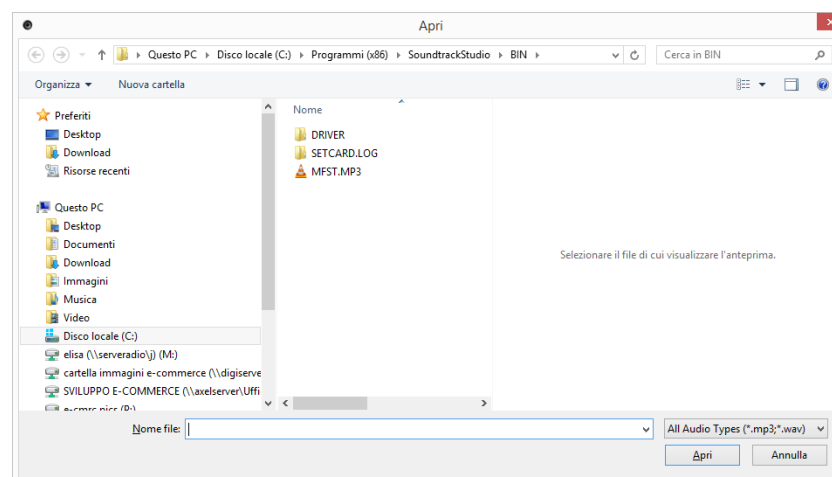 Apri
Questo PC Disco locale (C:) Programmi (x86) SoundtrackStudio BIN Cerca in BIN
Organizza Nuova cartella
Nome
Preferiti
Desktop
Download
Risorse recenti
Questo PC
Desktop
Documenti
Download
Immagini
Musica
Video
Disco locale (C:)
elisa (\\serveradio\j) (M:)
cartella immagini e-commerce (\\digiserve
SVILUPPO E-COMMERCE (\\axelserver\Uffi
e-cmrc pics (P:)
DRIVER
SETCARD.LOG
MFST.MP3
Selezionare il file di cui visualizzare l'anteprima.
Nome file: All Audio Types (*.mp3;*.wav)
Apri Annulla